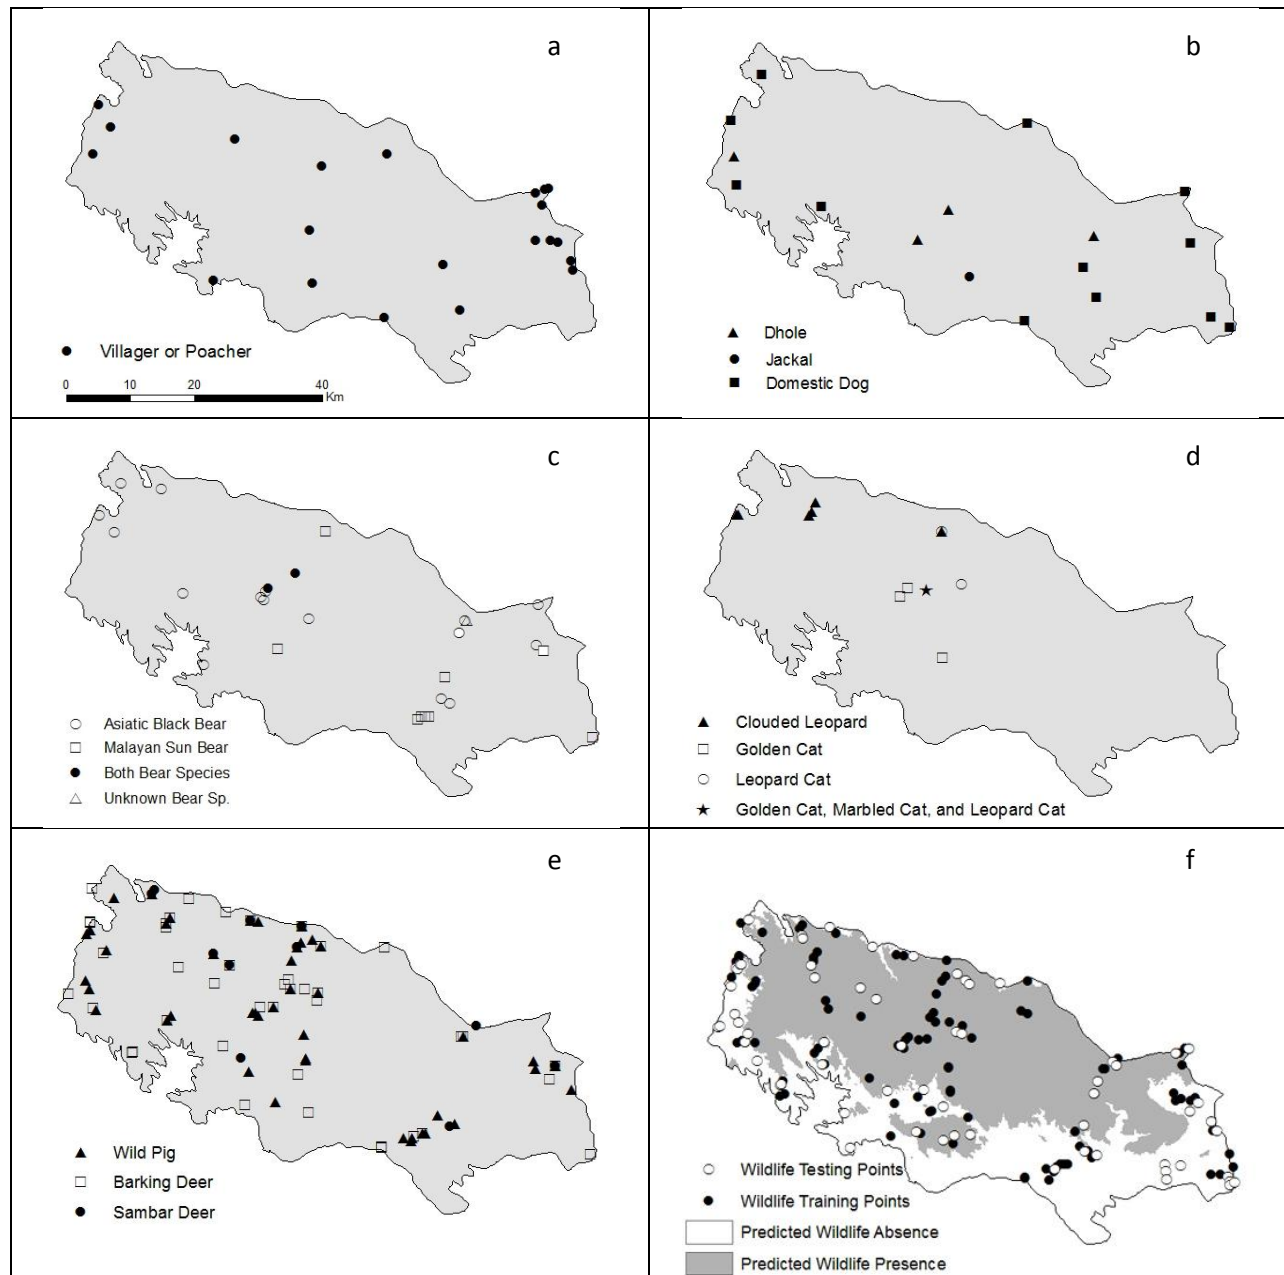 a
Villager or Poacher
0 10 20 40
Km
b
Dhole
Jackal
Domestic Dog
c
Asiatic Black Bear
Malayan Sun Bear
Both Bear Species
Unknown Bear Sp.
d
Clouded Leopard
Golden Cat
Leopard Cat
Golden Cat, Marbled Cat, and Leopard Cat
e
Wild Pig
Barking Deer
Sambar Deer
f
Wildlife Testing Points
Wildlife Training Points
Predicted Wildlife Absence
Predicted Wildlife Presence